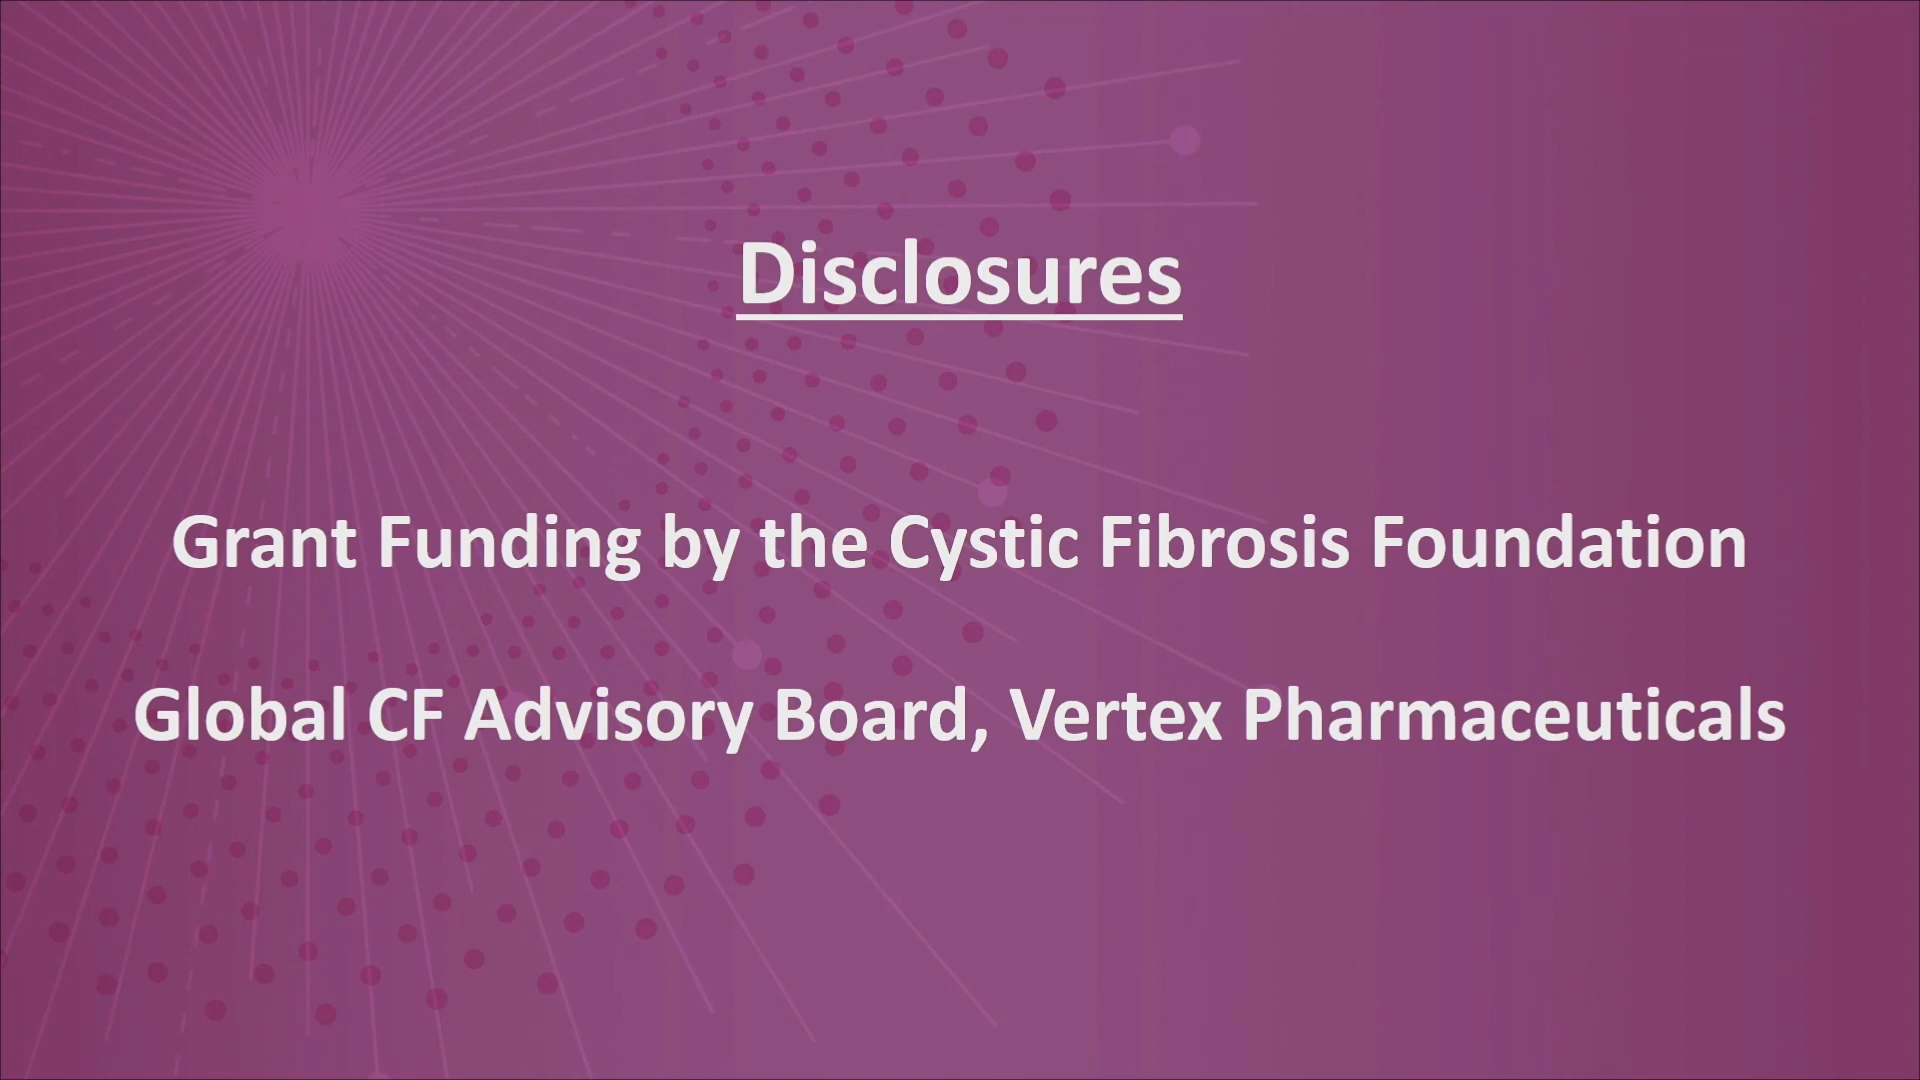 Disclosures
Grant Funding by the Cystic Fibrosis Foundation
Global CF Advisory Board, Vertex Pharmaceuticals